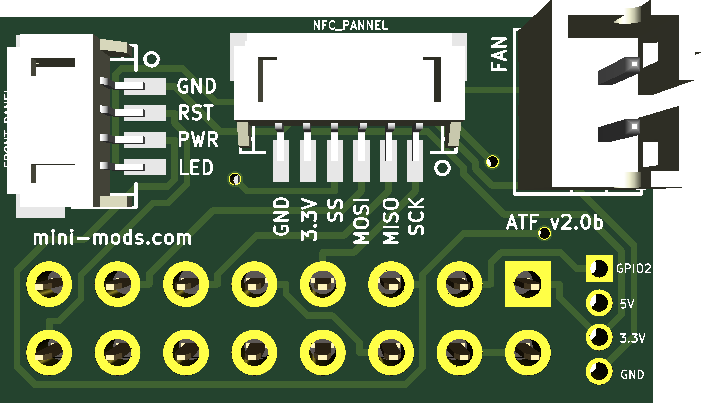 NFC_PANNEL
FAN
FRONT_PANEL
GND
RST
PWR
LED
GND
3.3V
SS
MOSI
MISO
SCK
mini-mods.com
ATF_v2.0b
GPIO2
5V
3.3V
GND